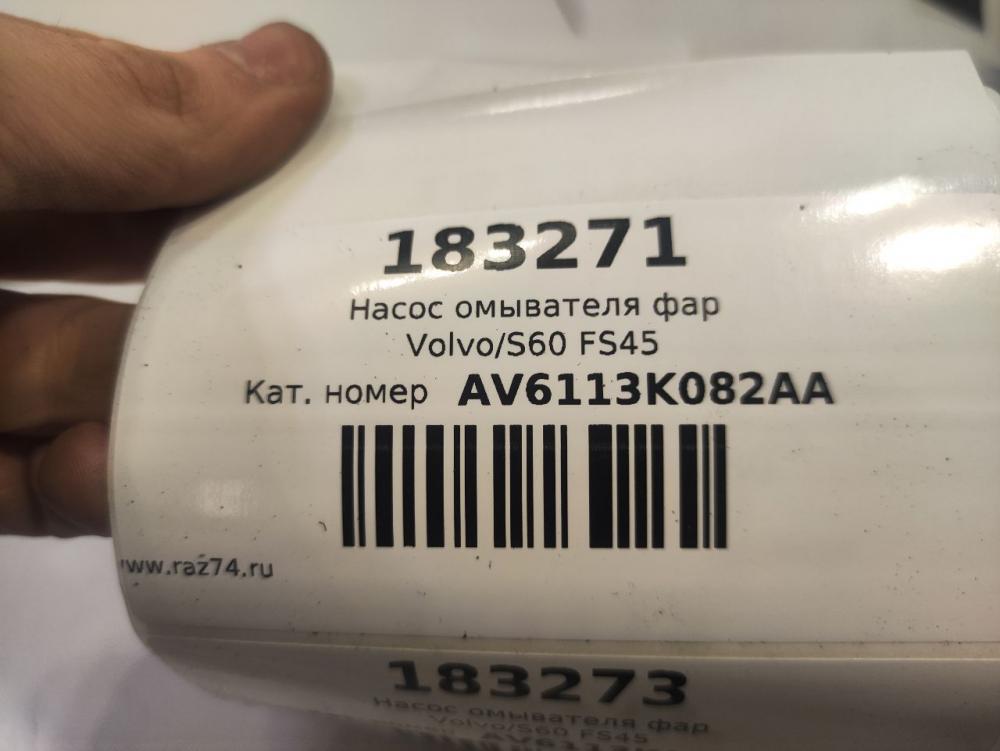 183271
Насос омывателя фар
Volvo/S60 FS45
Кат. номер AV6113K082AA
www.raz74.ru
183273
Насос омывателя фар
Volvo/S60 FS45